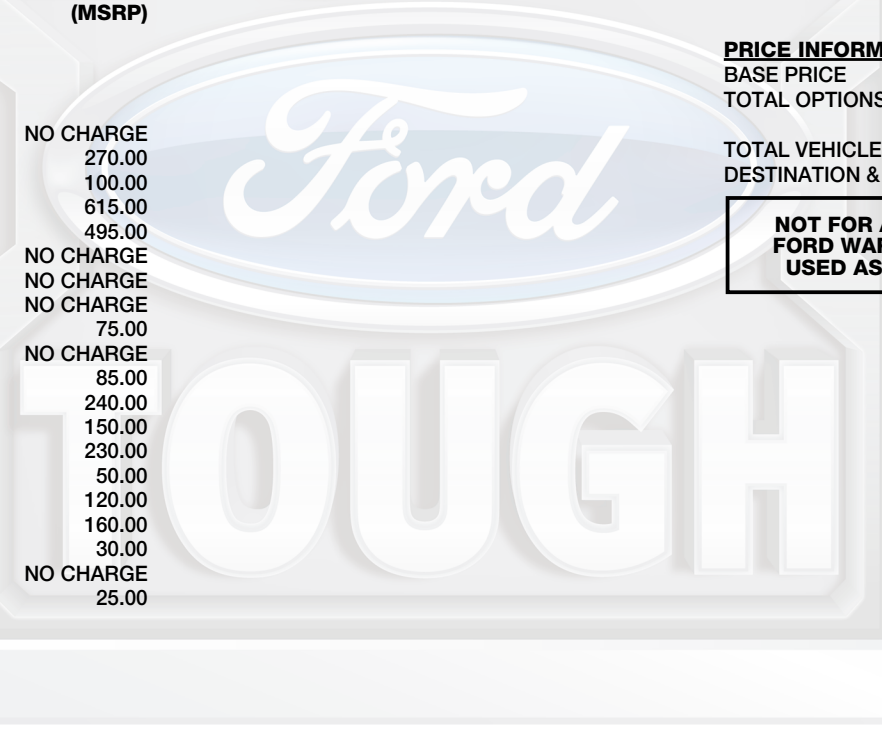 (MSRP)
NO CHARGE
270.00
100.00
615.00
495.00
NO CHARGE
NO CHARGE
NO CHARGE
75.00
NO CHARGE
85.00
240.00
150.00
230.00
50.00
120.00
160.00
30.00
NO CHARGE
25.00
PRICE INFORM
BASE PRICE
TOTAL OPTIONS
TOTAL VEHICLE
DESTINATION &
NOT FOR A
FORD WAR
USED AS
Ford
TOUGH